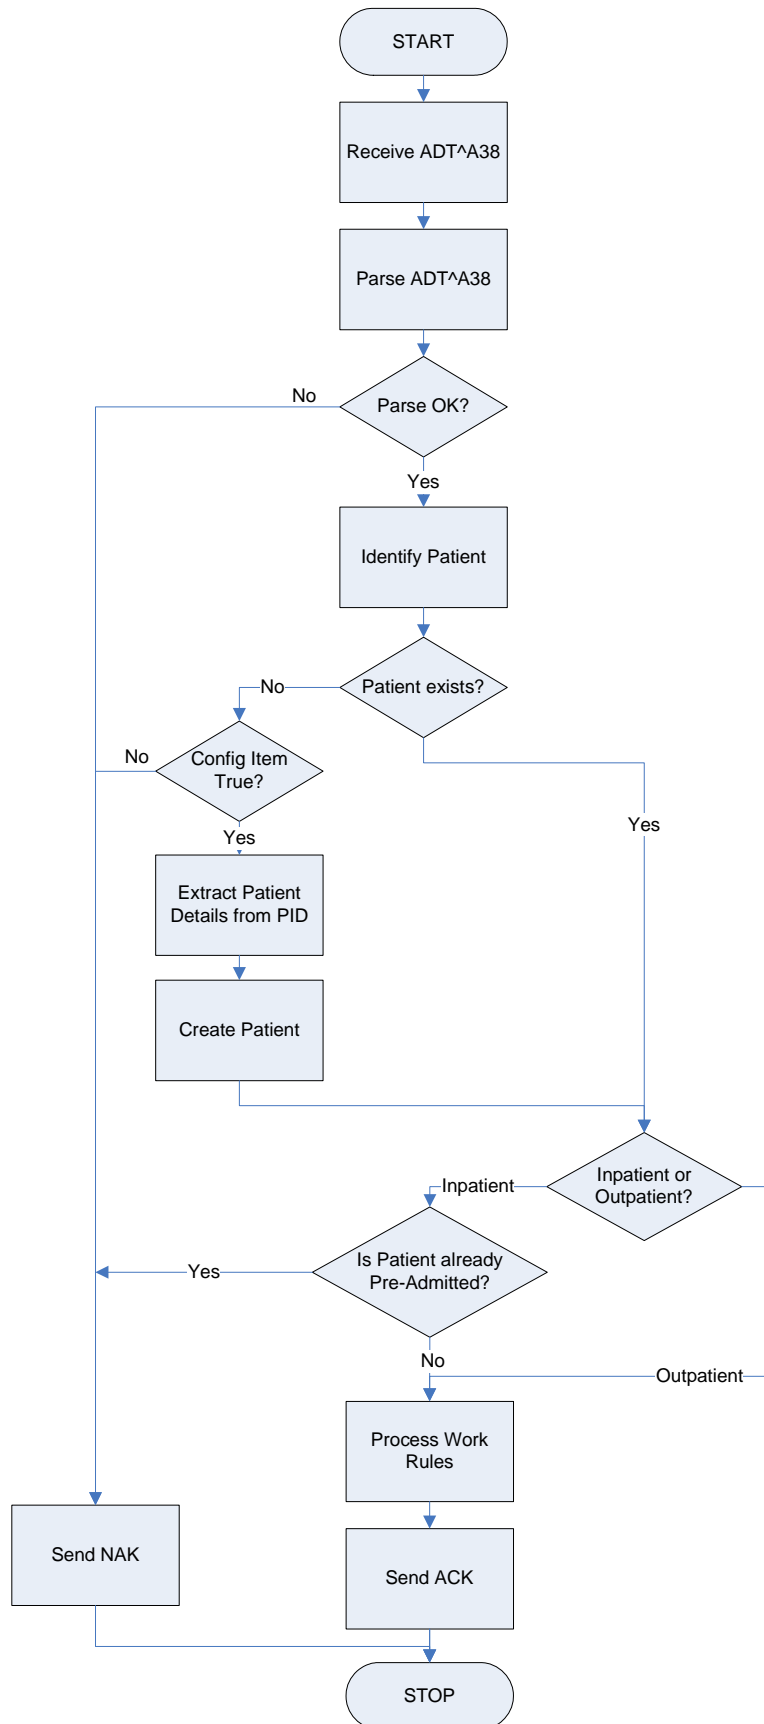 START
Receive ADT^A38
Parse ADT^A38
No
Parse OK?
Yes
Identify Patient
No
Patient exists?
No
Config Item
True?
Yes
Yes
Extract Patient
Details from PID
Create Patient
Inpatient
Inpatient or
Outpatient?
Yes
Is Patient already
Pre-Admitted?
No
Outpatient
Process Work
Rules
Send NAK
Send ACK
STOP